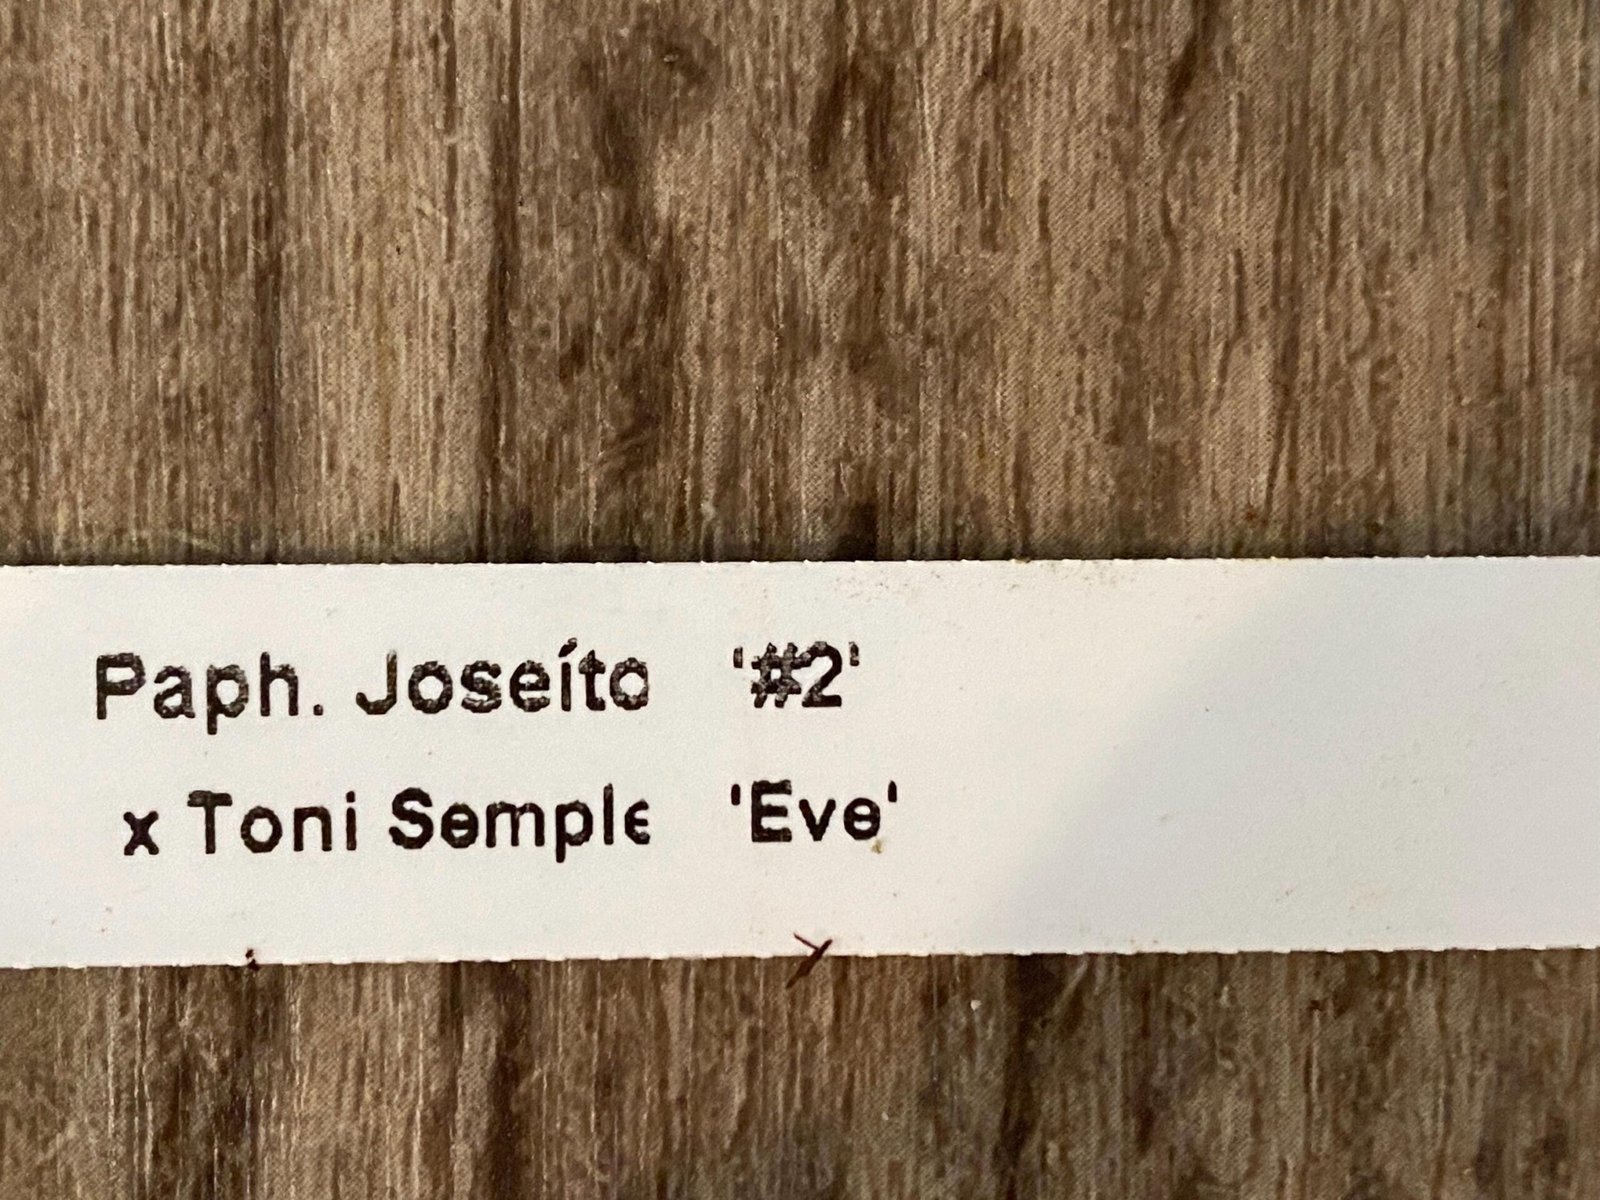 Paph. Joseíto '#2'
x Toni Semple 'Eve'